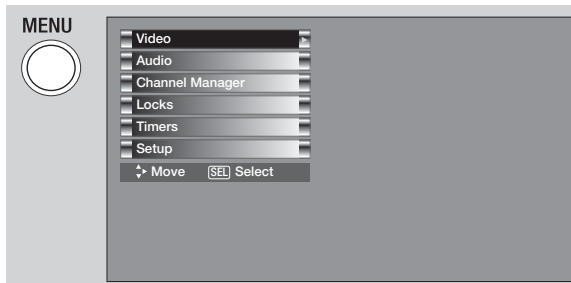 MENU
Video
Audio
Channel Manager
Locks
Timers
Setup
Move SEL Select